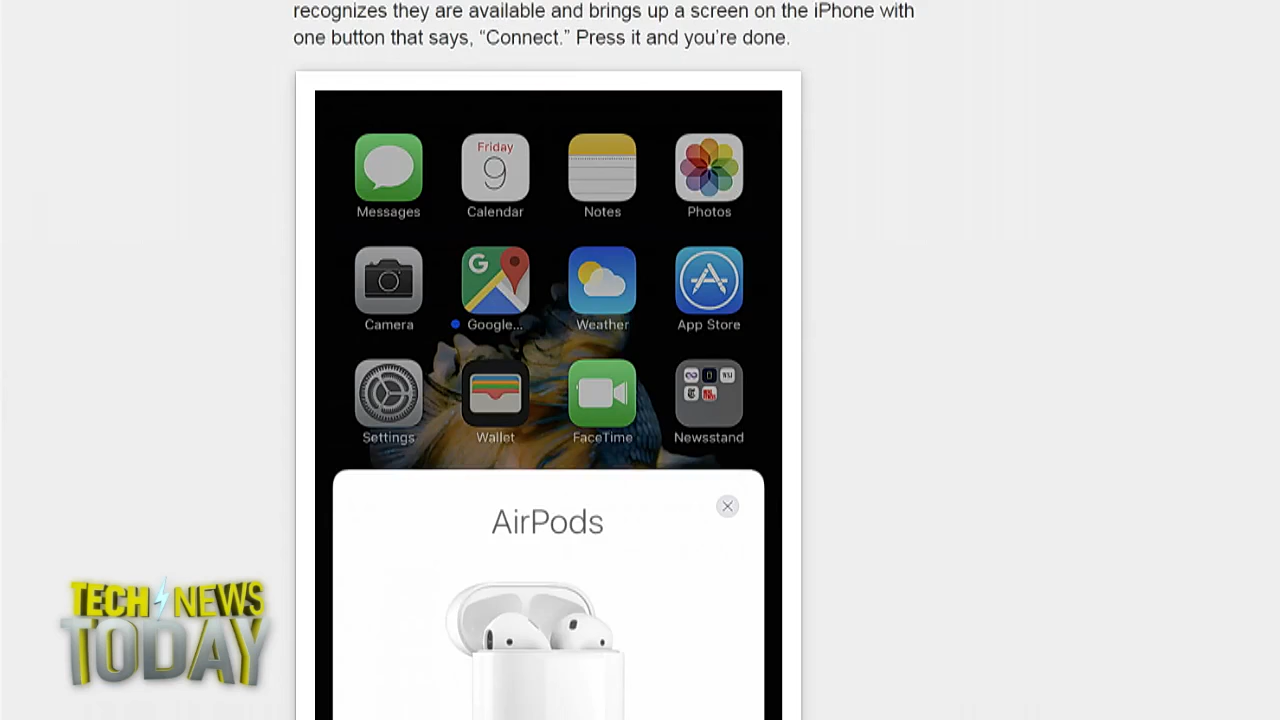 recognizes they are available and brings up a screen on the iPhone with
one button that says, “Connect.” Press it and you’re done.
Friday
9
Messages
Calendar
Notes
Photos
G
Camera
Google...
Weather
App Store
Settings
Wallet
FaceTime
Newsstand
AirPods
TECH NEWS
TODAY